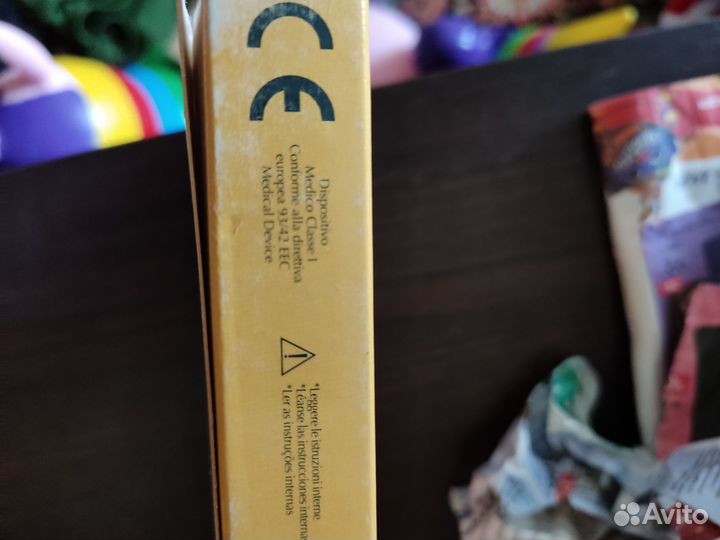 CE
Dispositivo
Medico Classe I
Conforme alla direttiva
europea 93/42 EEC
Medical Device
*Leggere le istruzioni interne
*Léanse las instrucciones internas
*Ler as instruções internas
Avito